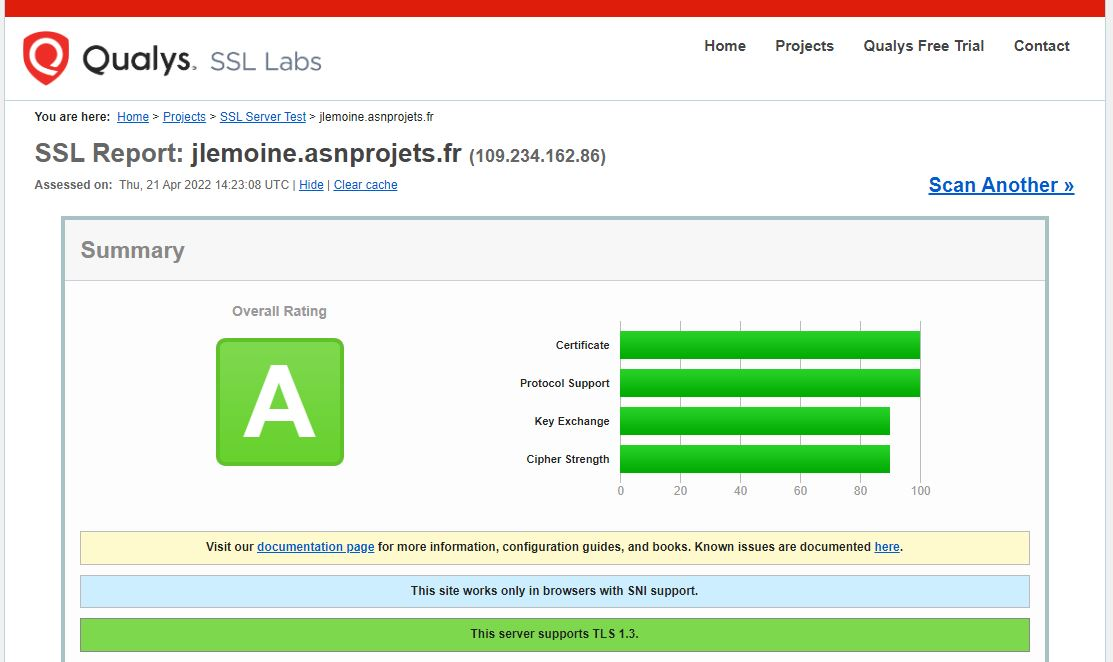 Qualys. SSL Labs
Home Projects Qualys Free Trial Contact
You are here: Home > Projects > SSL Server Test > jlemoine.asnprojets.fr
SSL Report: jlemoine.asnprojets.fr (109.234.162.86)
Assessed on: Thu, 21 Apr 2022 14:23:08 UTC | Hide | Clear cache
Scan Another »
Summary
Overall Rating
A
Certificate
Protocol Support
Key Exchange
Cipher Strength
0 20 40 60 80 100
Visit our documentation page for more information, configuration guides, and books. Known issues are documented here.
This site works only in browsers with SNI support.
This server supports TLS 1.3.